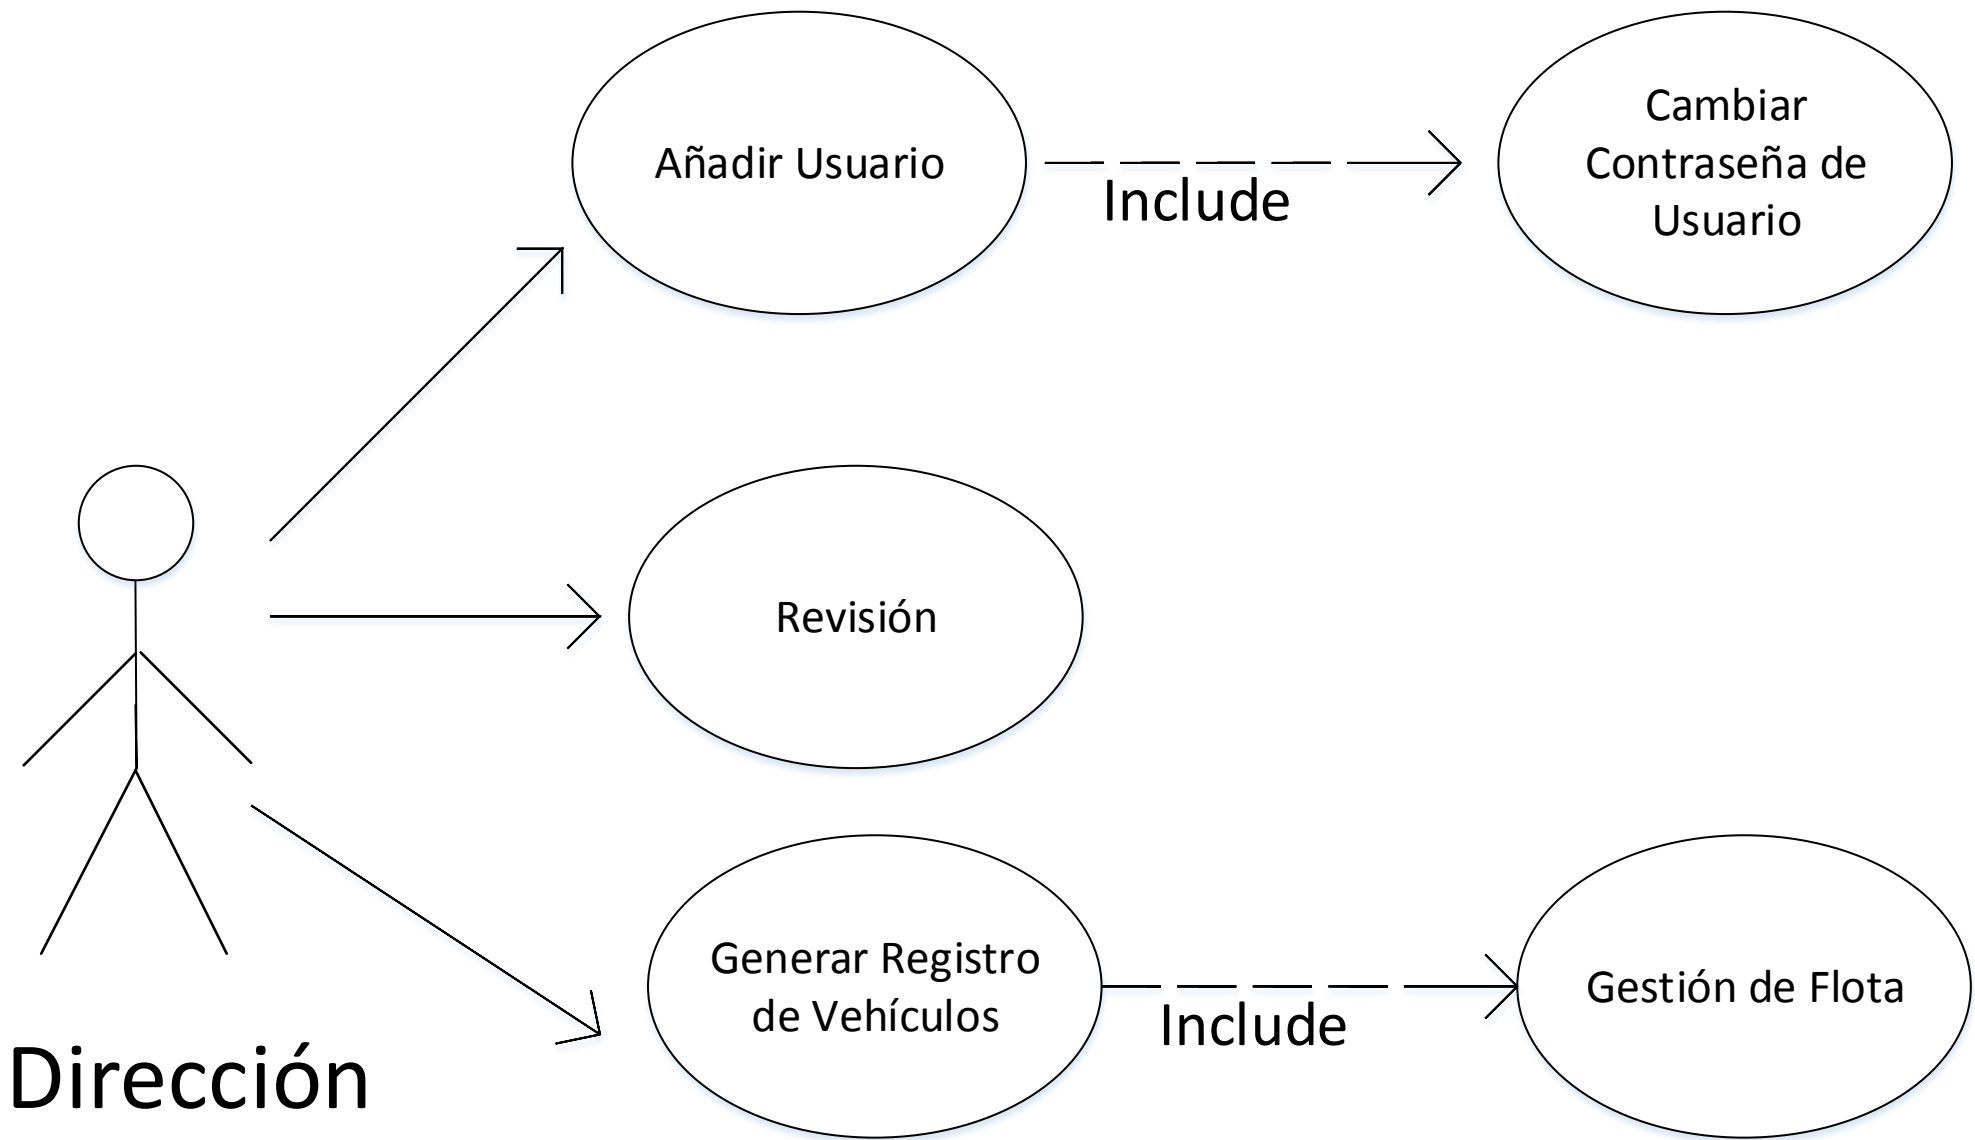 Añadir Usuario
Include
Cambiar
Contraseña de
Usuario
Revisión
Generar Registro
de Vehículos
Include
Gestión de Flota
Dirección